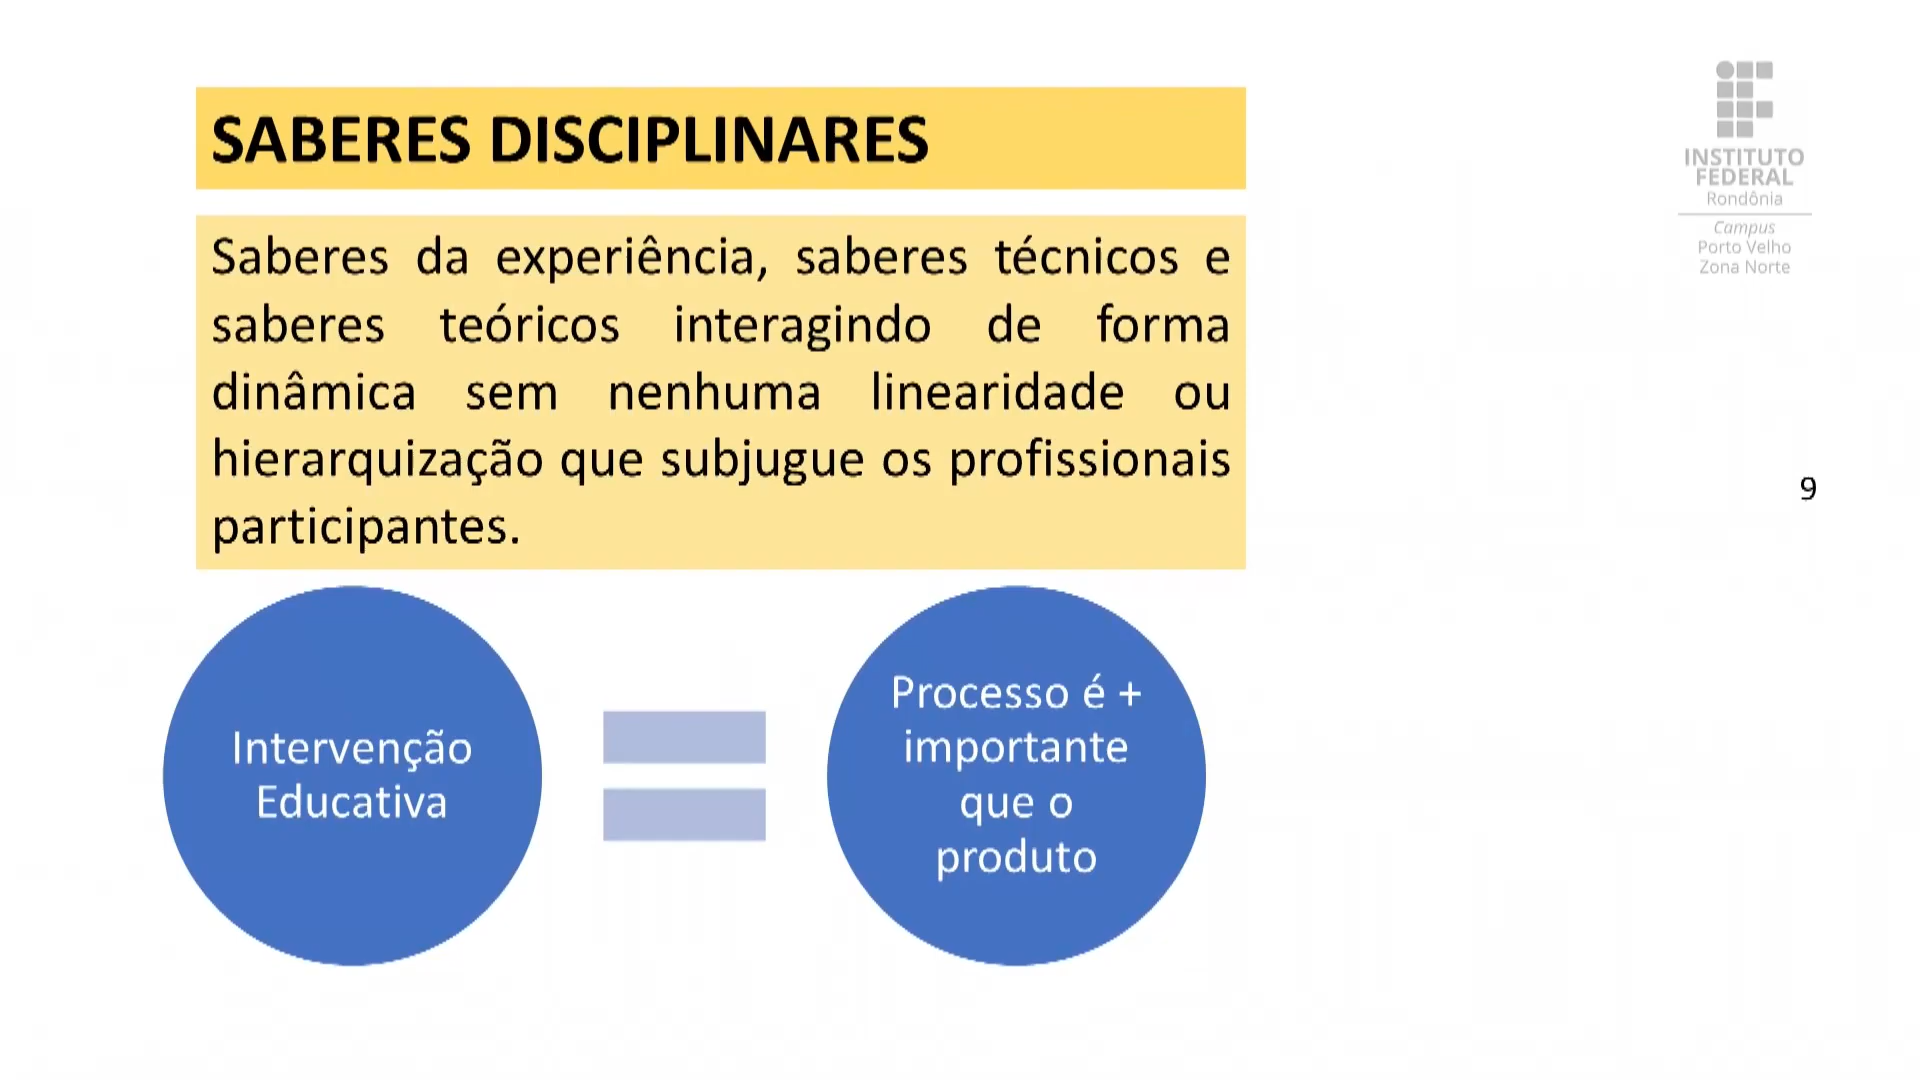 SABERES DISCIPLINARES
Saberes da experiência, saberes técnicos e
saberes teóricos interagindo de forma
dinâmica sem nenhuma linearidade ou
hierarquização que subjugue os profissionais
participantes.
Intervenção
Educativa
Processo é +
importante
que o
produto
INSTITUTO
FEDERAL
Rondônia
Campus
Porto Velho
Zona Norte
9